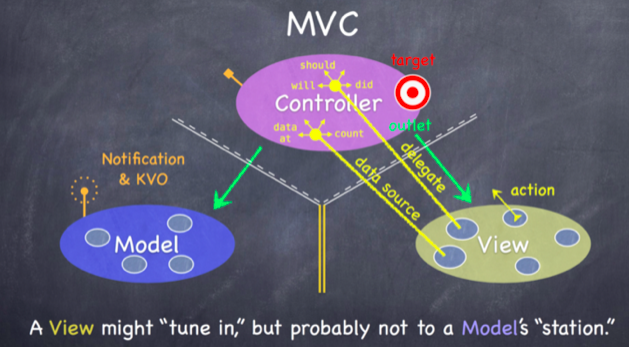 MVC
should
target
will
did
Controller
data
at
count
outlet
delegate
data source
Notification
& KVO
action
Model
View
A View might “tune in,” but probably not to a Model’s “station.”